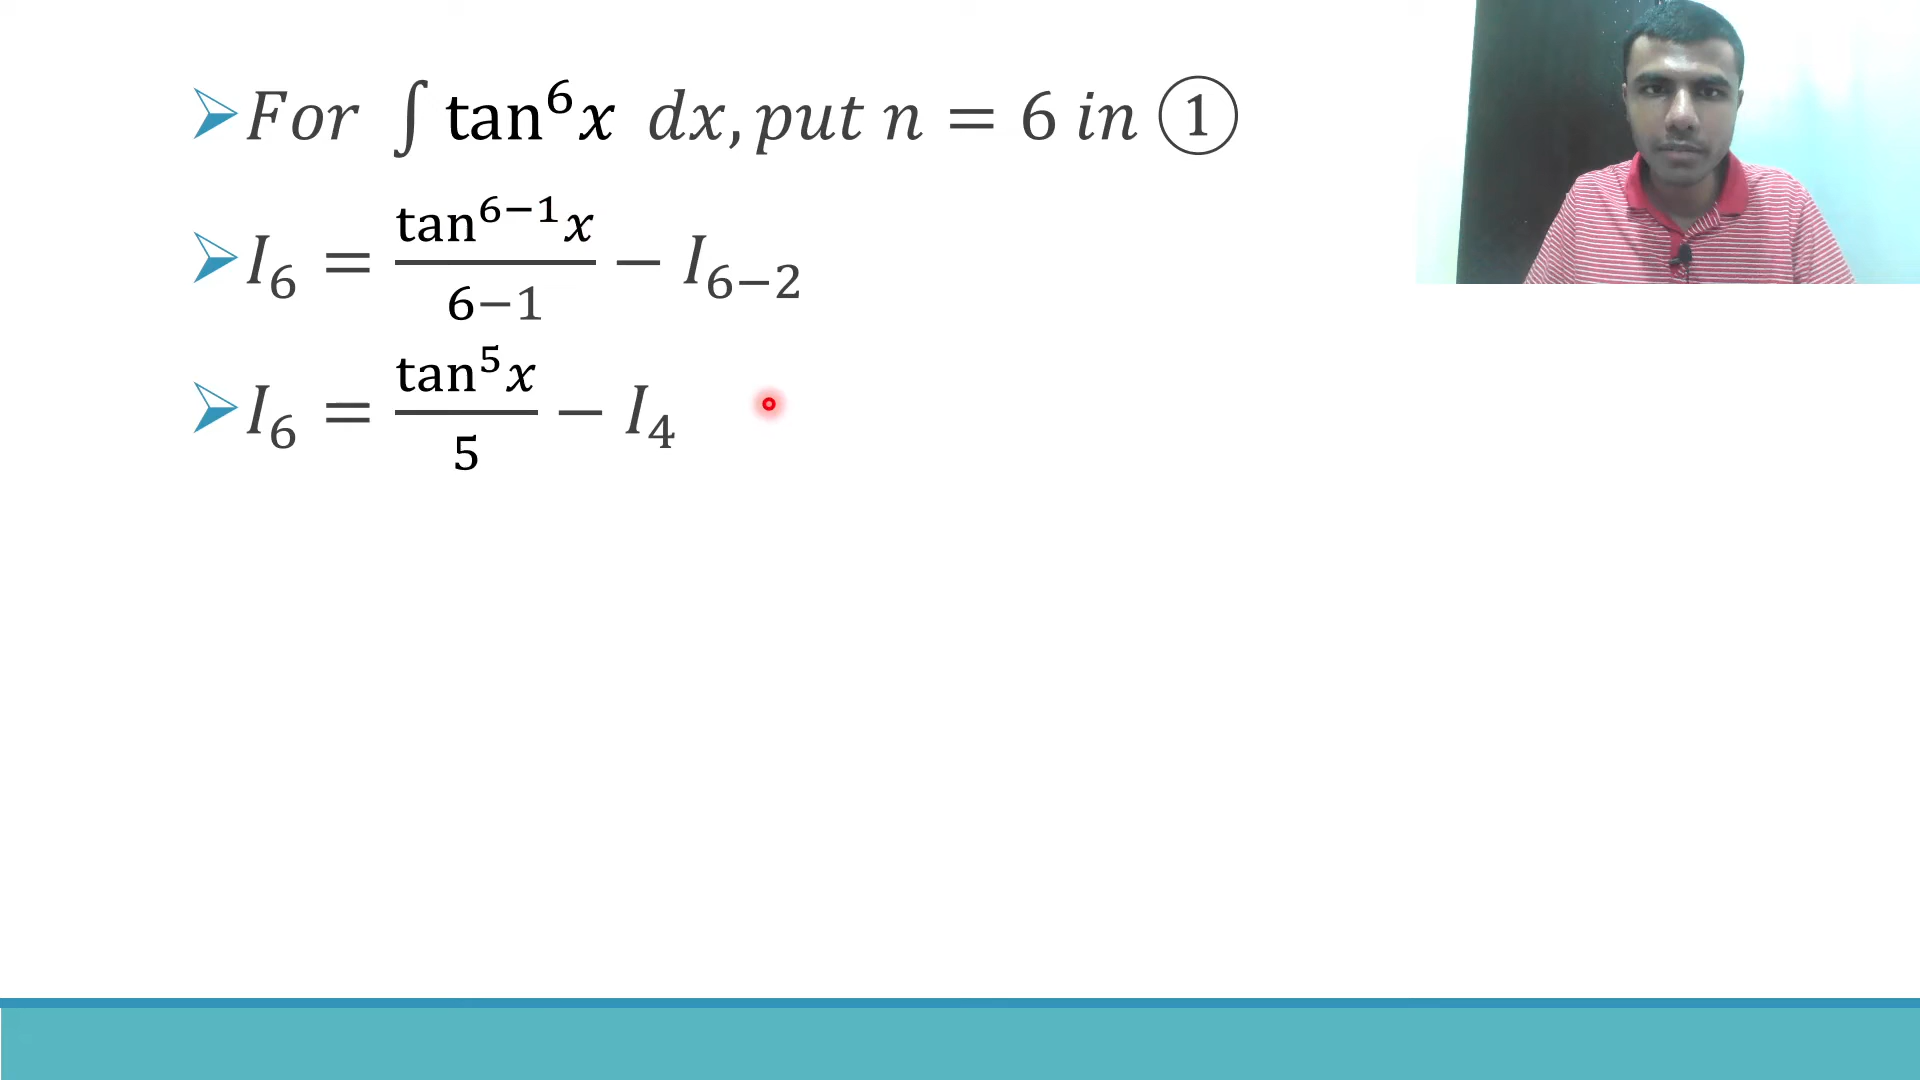 For ∫ tan⁶x dx, put n = 6 in ①
I₆ = tan⁶⁻¹x / 6−1 − I₆₋₂
I₆ = tan⁵x / 5 − I₄